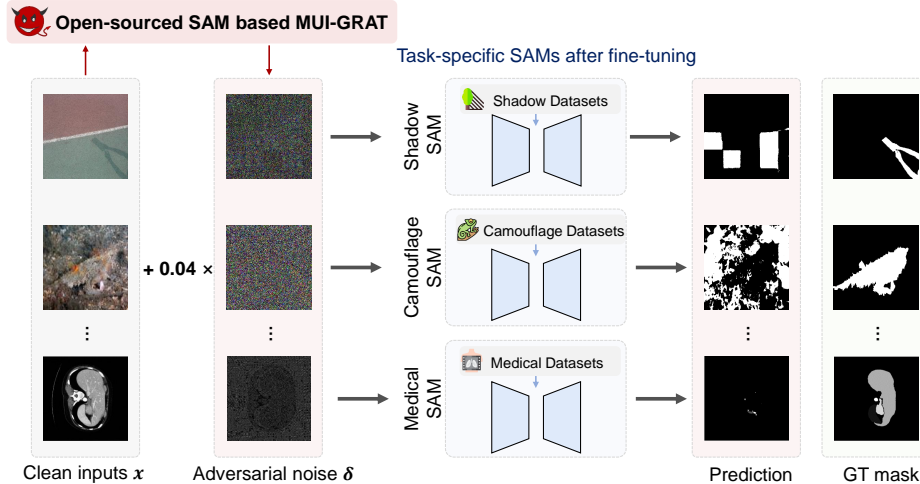 Open-sourced SAM based MUI-GRAT
Task-specific SAMs after fine-tuning
Shadow
SAM
Shadow Datasets
+ 0.04 ×
Camouflage
SAM
Camouflage Datasets
...
...
...
...
Medical
SAM
Medical Datasets
Clean inputs x
Adversarial noise δ
Prediction
GT mask